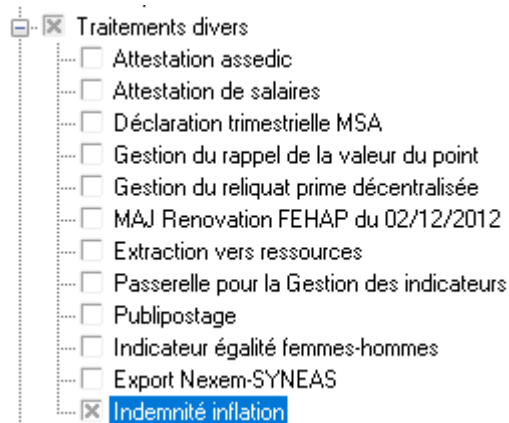 Traitements divers
Attestation assedic
Attestation de salaires
Déclaration trimestrielle MSA
Gestion du rappel de la valeur du point
Gestion du reliquat prime décentralisée
MAJ Renovation FEHAP du 02/12/2012
Extraction vers ressources
Passerelle pour la Gestion des indicateurs
Publipostage
Indicateur égalité femmes-hommes
Export Nexem-SYNEAS
Indemnité inflation